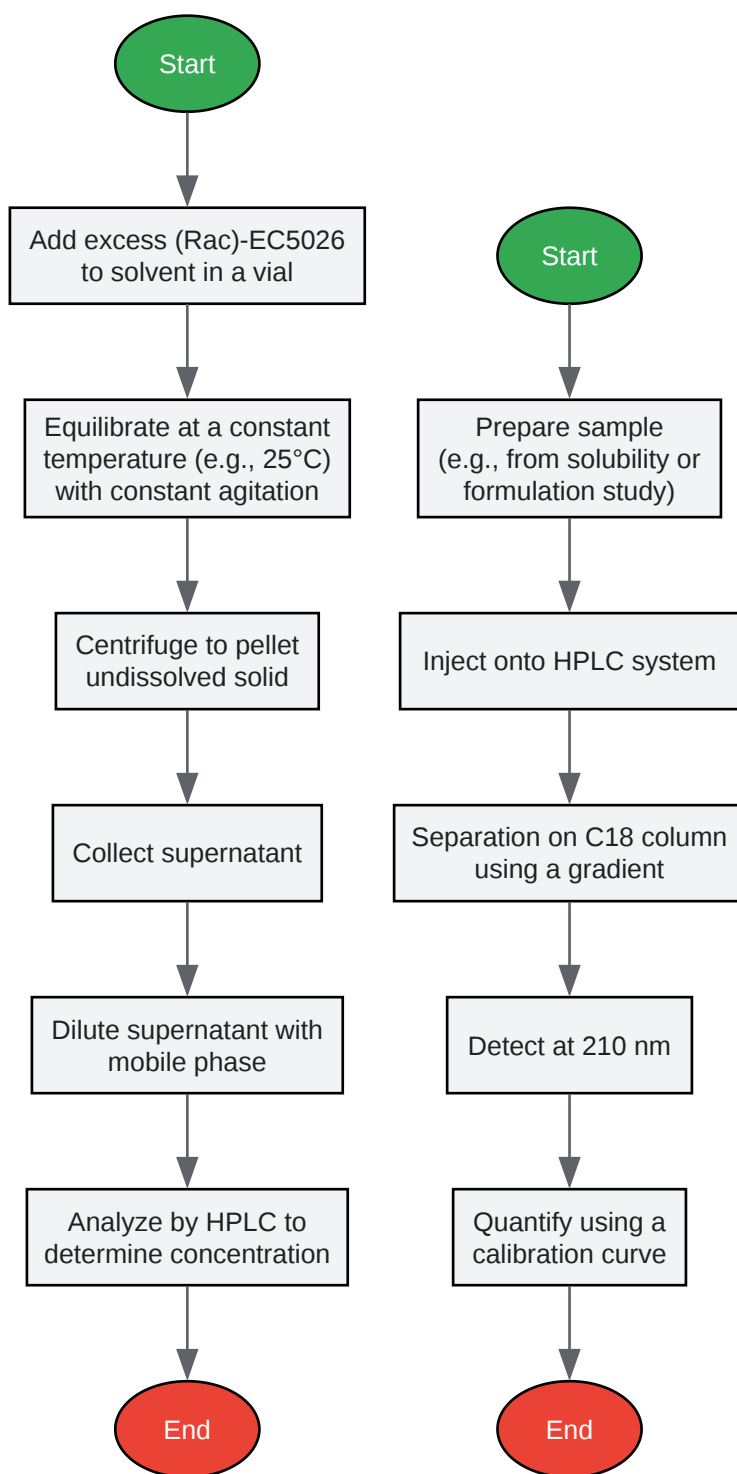 Start
Add excess (Rac)-EC5026
to solvent in a vial
Equilibrate at a constant
temperature (e.g., 25°C)
with constant agitation
Centrifuge to pellet
undissolved solid
Collect supernatant
Dilute supernatant with
mobile phase
Analyze by HPLC to
determine concentration
End
Start
Prepare sample
(e.g., from solubility or
formulation study)
Inject onto HPLC system
Separation on C18 column
using a gradient
Detect at 210 nm
Quantify using a
calibration curve
End